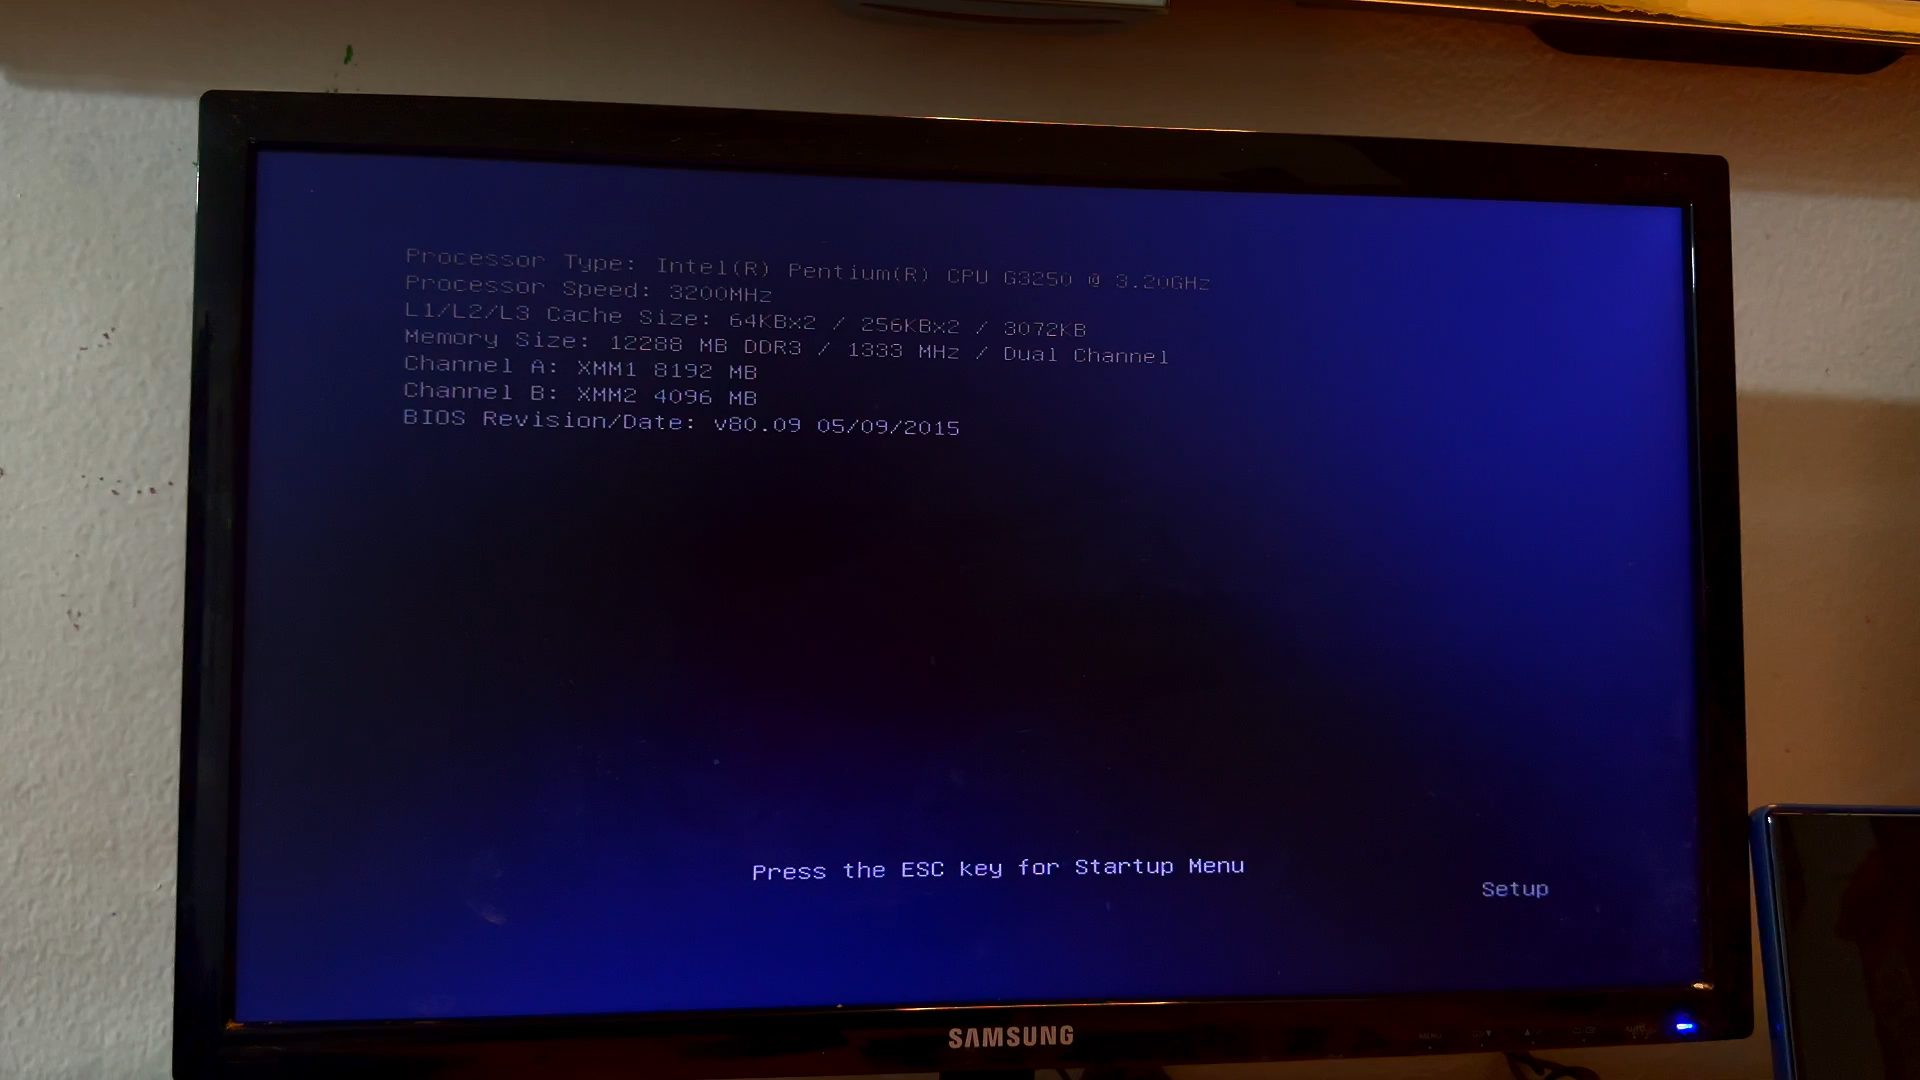 Processor Type: Intel(R) Pentium(R) CPU G3250 @ 3.20GHz
Processor Speed: 3200MHz
L1/L2/L3 Cache Size: 64KBx2 / 256KBx2 / 3072KB
Memory Size: 12288 MB DDR3 / 1333 MHz / Dual Channel
Channel A: XMM1 8192 MB
Channel B: XMM2 4096 MB
BIOS Revision/Date: v80.09 05/09/2015
Press the ESC key for Startup Menu
Setup
SAMSUNG
MENU